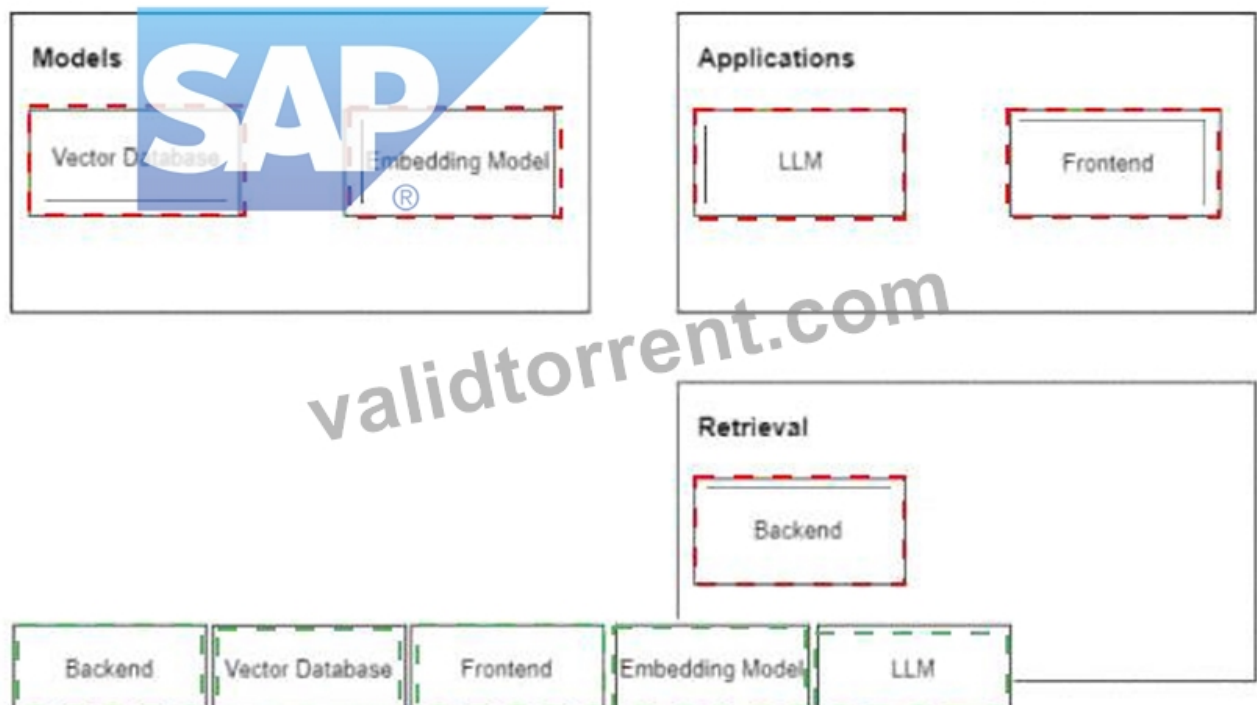 Models
Applications
SAP
®
Vector Database
Embedding Model
LLM
Frontend
validtorrent.com
Retrieval
Backend
Backend
Vector Database
Frontend
Embedding Model
LLM